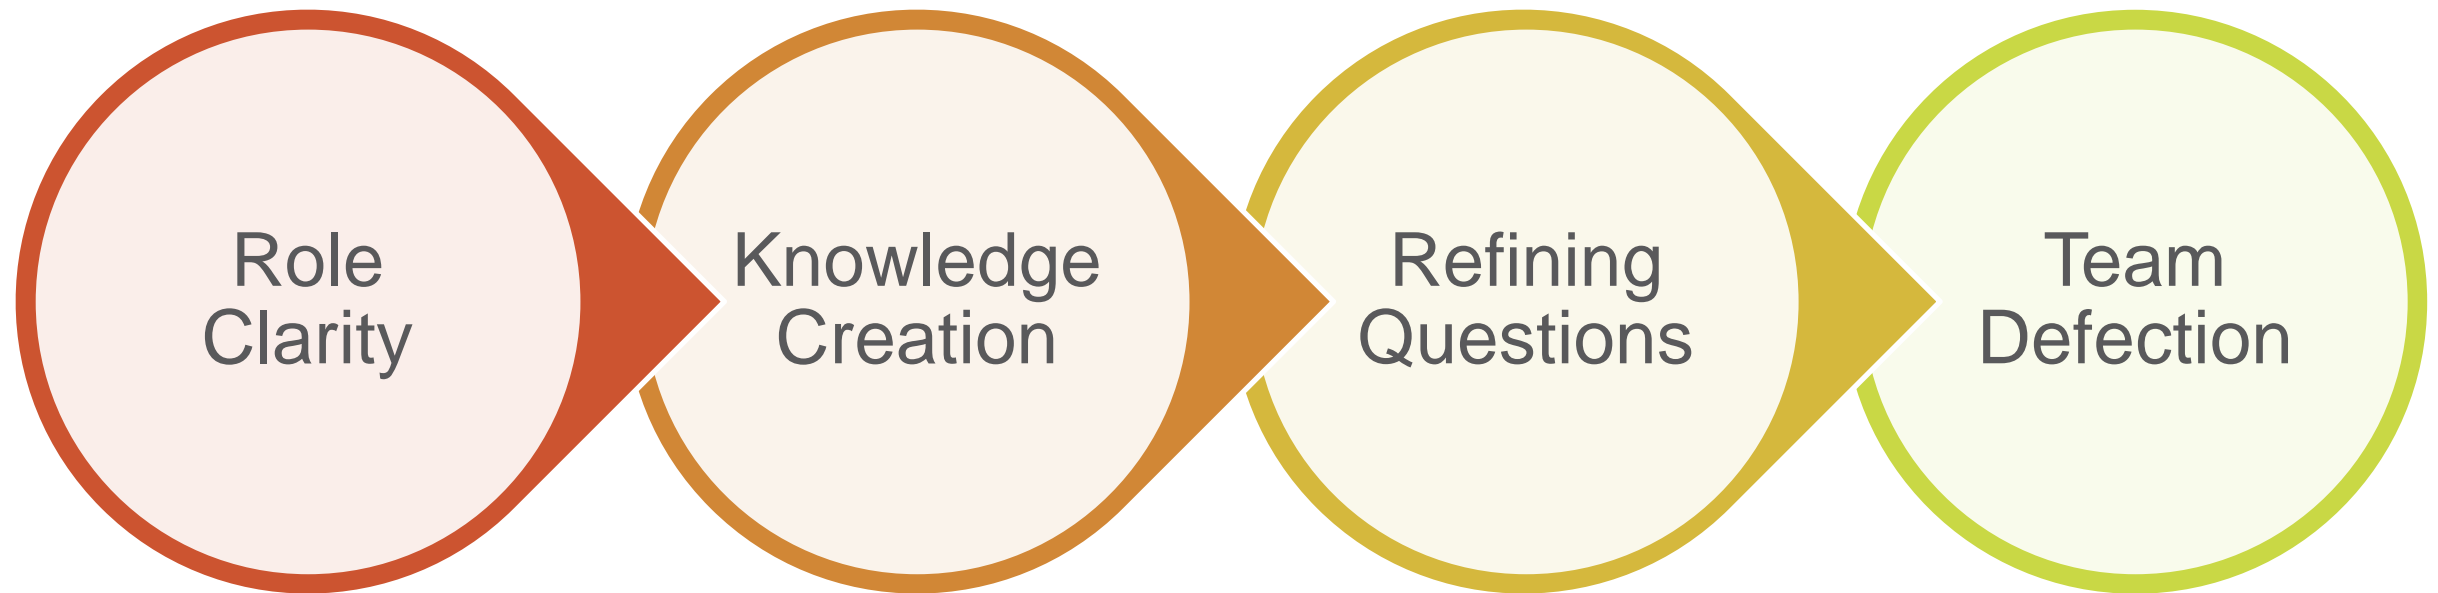 Role
Clarity
Knowledge
Creation
Refining
Questions
Team
Defection